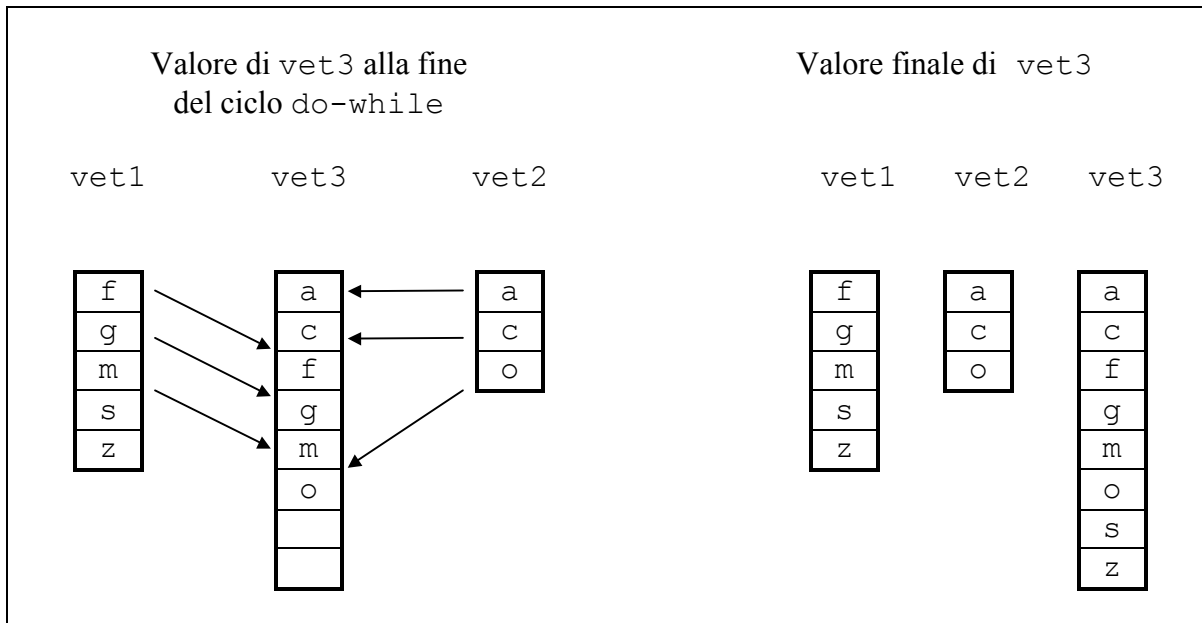 Valore di vet3 alla fine
del ciclo do-while
vet1 vet3 vet2
f a a
g c c
m f o
s g
z m
o
Valore finale di vet3
vet1 vet2 vet3
f a a
g c c
m o f
s g
z m
o
s
z